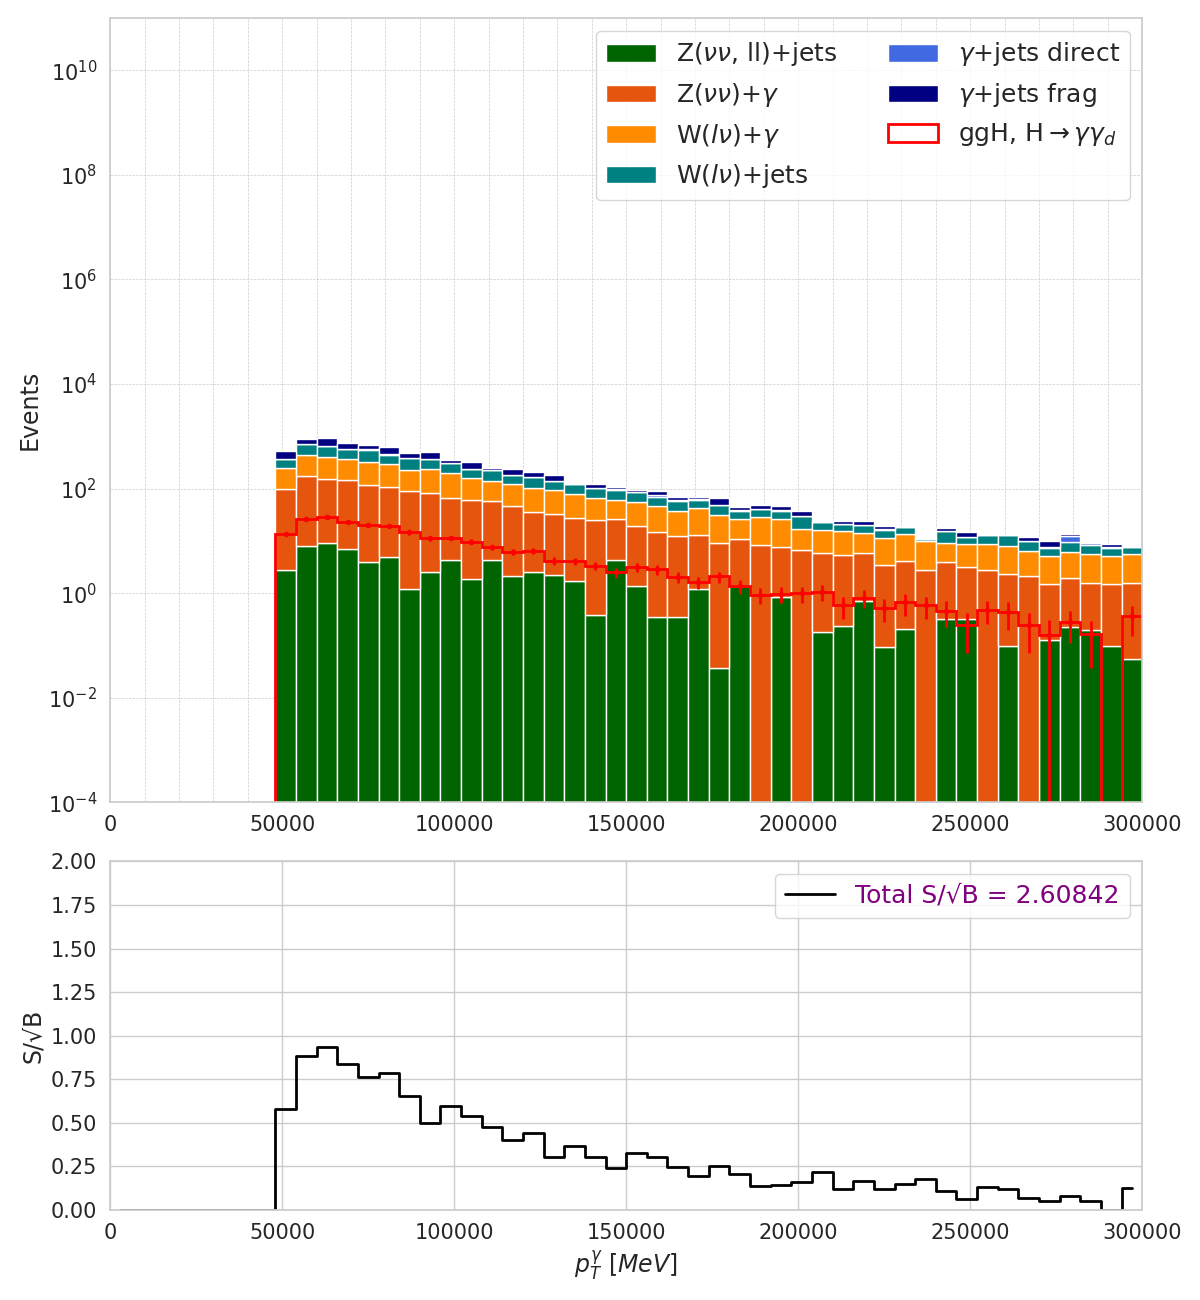 Z(νν, ll)+jets
Z(νν)+γ
W(lν)+γ
W(lν)+jets
γ+jets direct
γ+jets frag
ggH, H→γγ_d
Events
10^10
10^8
10^6
10^4
10^2
10^0
10^−2
10^−4
0 50000 100000 150000 200000 250000 300000
Total S/√B = 2.60842
S/√B
2.00
1.75
1.50
1.25
1.00
0.75
0.50
0.25
0.00
0 50000 100000 150000 200000 250000 300000
p_T^γ [MeV]